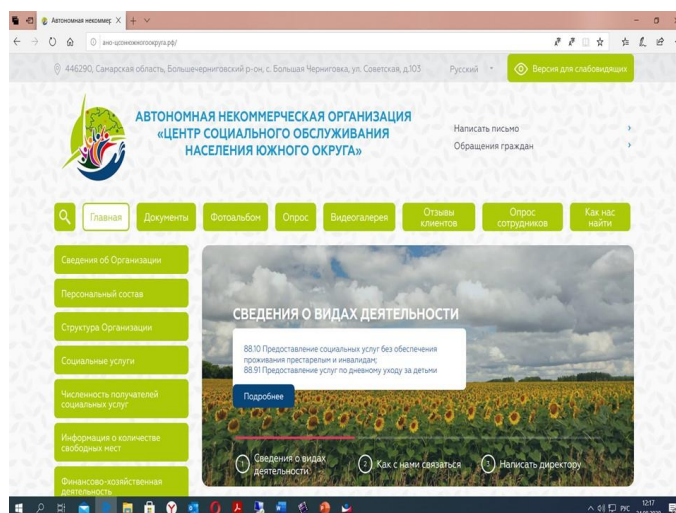 Автономная некоммер
ано-цсонюжногоокруга.рф/
446290, Самарская область, Большечерниговский р-он, с. Большая Черниговка, ул. Советская, д.103
Русский
Версия для слабовидящих
АВТОНОМНАЯ НЕКОММЕРЧЕСКАЯ ОРГАНИЗАЦИЯ
«ЦЕНТР СОЦИАЛЬНОГО ОБСЛУЖИВАНИЯ
НАСЕЛЕНИЯ ЮЖНОГО ОКРУГА»
Написать письмо
Обращения граждан
Главная
Документы
Фотоальбом
Опрос
Видеогалерея
Отзывы
клиентов
Опрос
сотрудников
Как нас
найти
Сведения об Организации
Персональный состав
Структура Организации
Социальные услуги
Численность получателей
социальных услуг
Информация о количестве
свободных мест
Финансово-хозяйственная
деятельность
СВЕДЕНИЯ О ВИДАХ ДЕЯТЕЛЬНОСТИ
88.10 Предоставление социальных услуг без обеспечения
проживания престарелым и инвалидам;
88.91 Предоставление услуг по дневному уходу за детьми
Подробнее
1 Сведения о видах
деятельности
2 Как с нами связаться
3 Написать директору
РУС
12:17